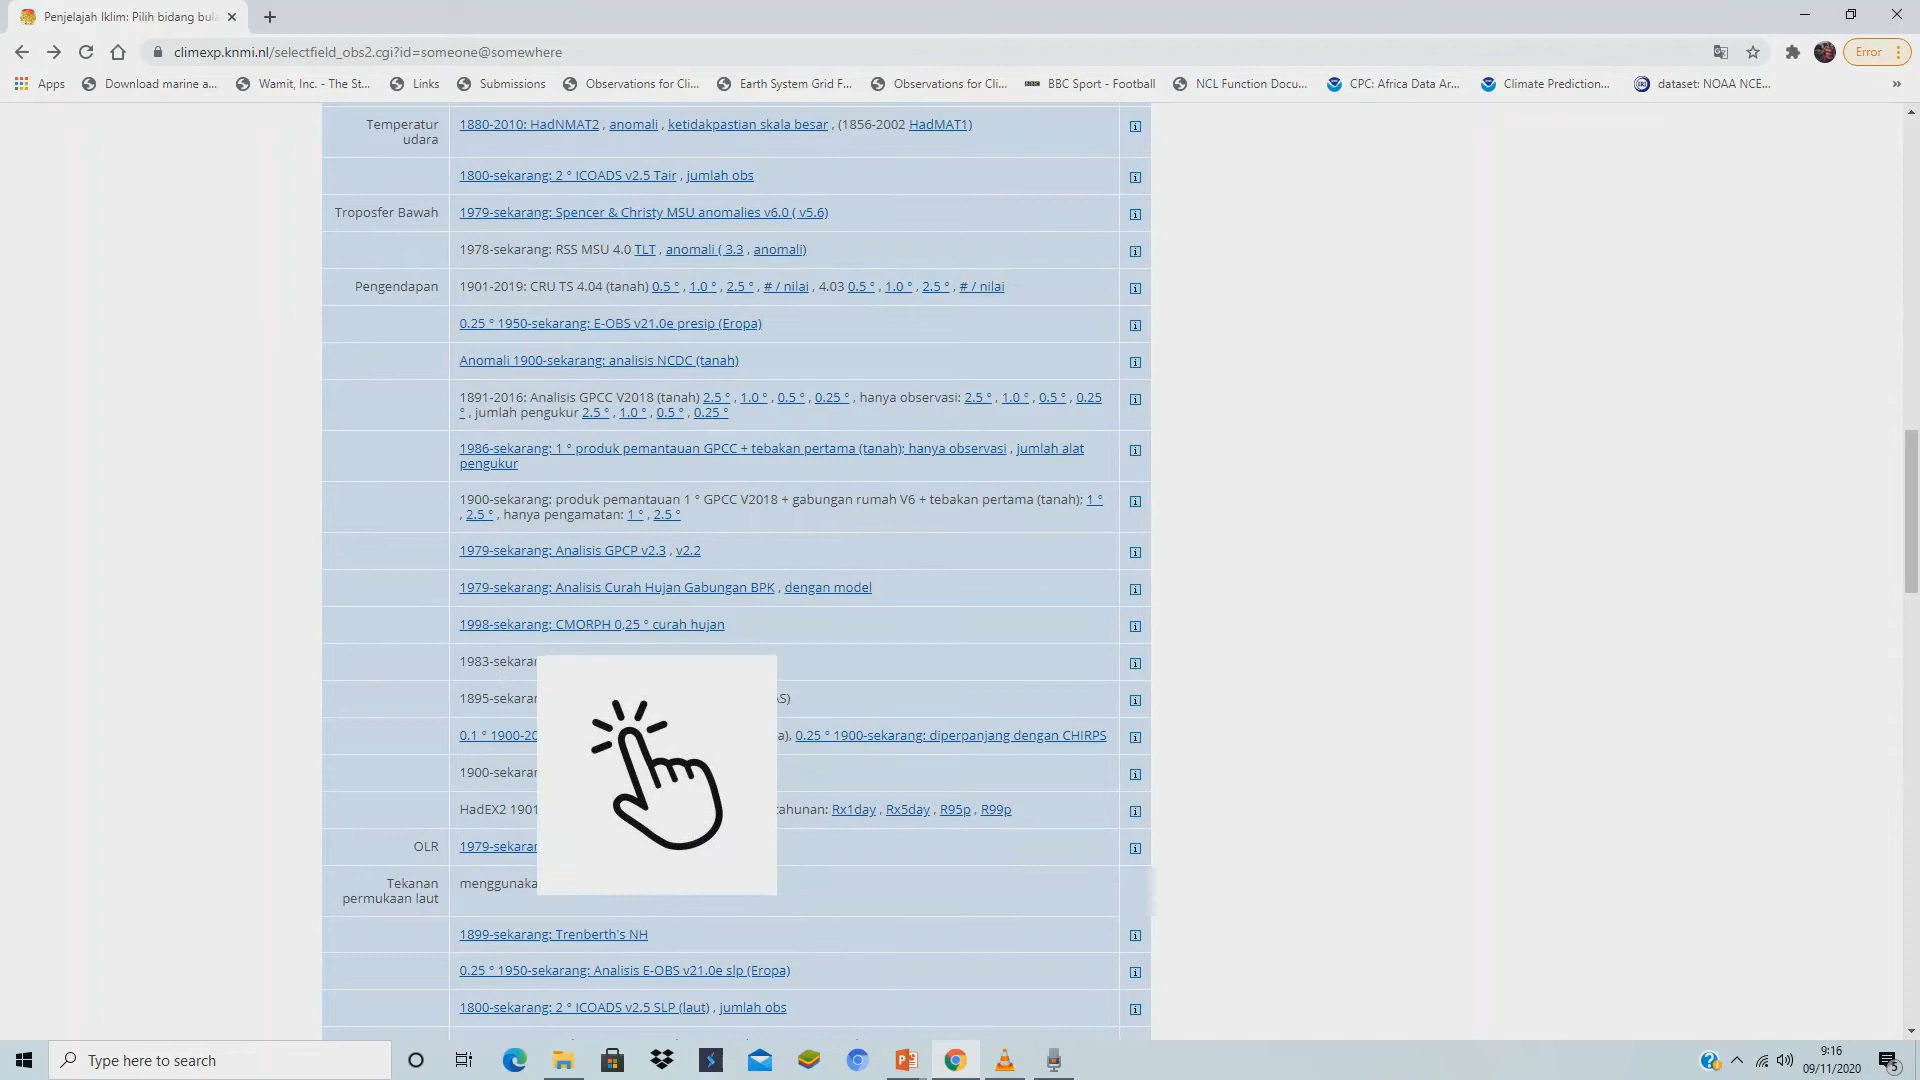 Penjelajah Iklim: Pilih bidang bula
climexp.knmi.nl/selectfield_obs2.cgi?id=someone@somewhere
Error
Apps
Download marine a...
Wamit, Inc. - The St...
Links
Submissions
Observations for Cli...
Earth System Grid F...
Observations for Cli...
BBC Sport - Football
NCL Function Docu...
CPC: Africa Data Ar...
Climate Prediction...
dataset: NOAA NCE...
Temperatur udara
1880-2010: HadNMAT2 , anomali , ketidakpastian skala besar , (1856-2002 HadMAT1)
1800-sekarang: 2 ° ICOADS v2.5 Tair , jumlah obs
Troposfer Bawah
1979-sekarang: Spencer & Christy MSU anomalies v6.0 ( v5.6)
1978-sekarang: RSS MSU 4.0 TLT , anomali ( 3.3 , anomali)
Pengendapan
1901-2019: CRU TS 4.04 (tanah) 0.5 ° , 1.0 ° , 2.5 ° , # / nilai , 4.03 0.5 ° , 1.0 ° , 2.5 ° , # / nilai
0.25 ° 1950-sekarang: E-OBS v21.0e presip (Eropa)
Anomali 1900-sekarang: analisis NCDC (tanah)
1891-2016: Analisis GPCC V2018 (tanah) 2.5 ° , 1.0 ° , 0.5 ° , 0.25 ° , hanya observasi: 2.5 ° , 1.0 ° , 0.5 ° , 0.25
° , jumlah pengukur 2.5 ° , 1.0 ° , 0.5 ° , 0.25 °
1986-sekarang: 1 ° produk pemantauan GPCC + tebakan pertama (tanah); hanya observasi , jumlah alat
pengukur
1900-sekarang: produk pemantauan 1 ° GPCC V2018 + gabungan rumah V6 + tebakan pertama (tanah); 1 °
, 2.5 ° , hanya pengamatan: 1 ° , 2.5 °
1979-sekarang: Analisis GPCP v2.3 , v2.2
1979-sekarang: Analisis Curah Hujan Gabungan BPK , dengan model
1998-sekarang: CMORPH 0,25 ° curah hujan
1983-sekaran
1895-sekaran AS)
0.1 ° 1900-20 a), 0.25 ° 1900-sekarang: diperpanjang dengan CHIRPS
1900-sekaran
HadEX2 1901 tahunan: Rx1day , Rx5day , R95p , R99p
OLR
1979-sekaran
Tekanan permukaan laut
menggunaka
1899-sekarang: Trenberth's NH
0.25 ° 1950-sekarang: Analisis E-OBS v21.0e slp (Eropa)
1800-sekarang: 2 ° ICOADS v2.5 SLP (laut) , jumlah obs
Type here to search
9:16
09/11/2020
5